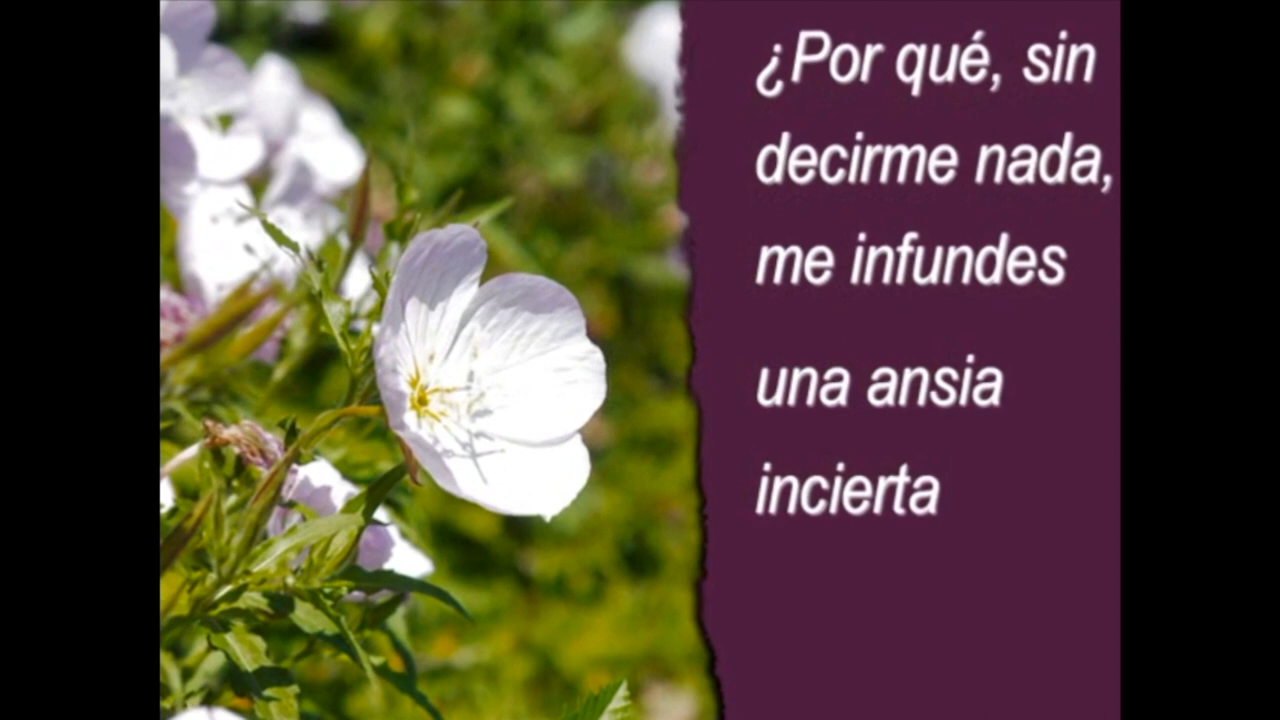 ¿Por qué, sin
decirme nada,
me infundes
una ansia
incierta